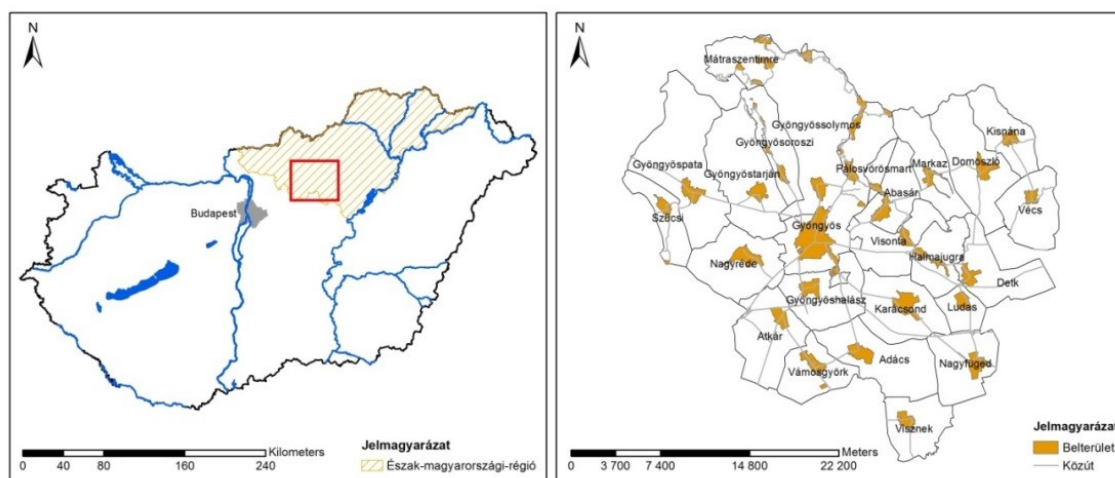 N
Budapest
Kilometers
0 40 80 160 240
Jelmagyarázat
Észak-magyarországi-régió
N
Mátraszentimre
Gyöngyössolymos
Gyöngyösoroszi
Kisnána
Gyöngyöspata
Gyöngyöstarján
Pálosvörösmart
Markaz
Domoszló
Abasár
Szűcsi
Vécs
Gyöngyös
Visonta
Nagyréde
Halmajugra
Detk
Gyöngyöshalász
Karácsond
Ludas
Atkár
Adács
Vámosgyörk
Nagyfüged
Visznek
Meters
0 3 700 7 400 14 800 22 200
Jelmagyarázat
Belterület
Közút